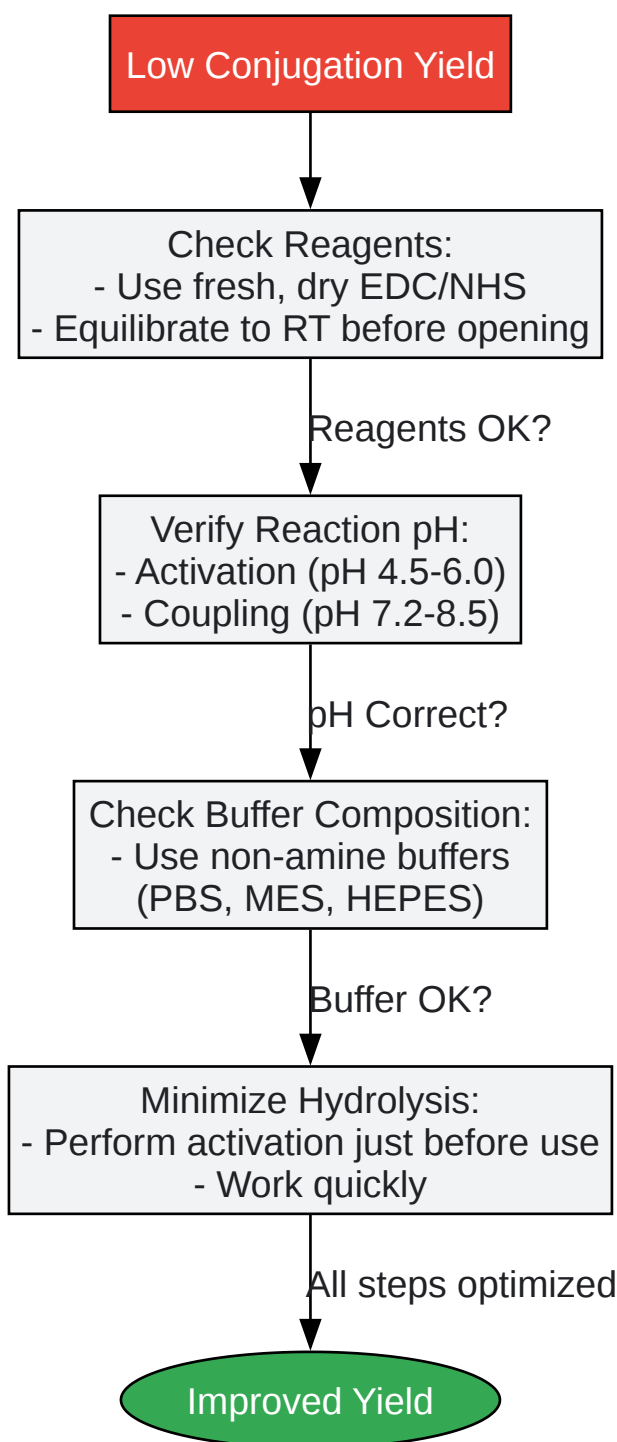 Low Conjugation Yield
Check Reagents:
- Use fresh, dry EDC/NHS
- Equilibrate to RT before opening
Reagents OK?
Verify Reaction pH:
- Activation (pH 4.5-6.0)
- Coupling (pH 7.2-8.5)
pH Correct?
Check Buffer Composition:
- Use non-amine buffers
(PBS, MES, HEPES)
Buffer OK?
Minimize Hydrolysis:
- Perform activation just before use
- Work quickly
All steps optimized
Improved Yield